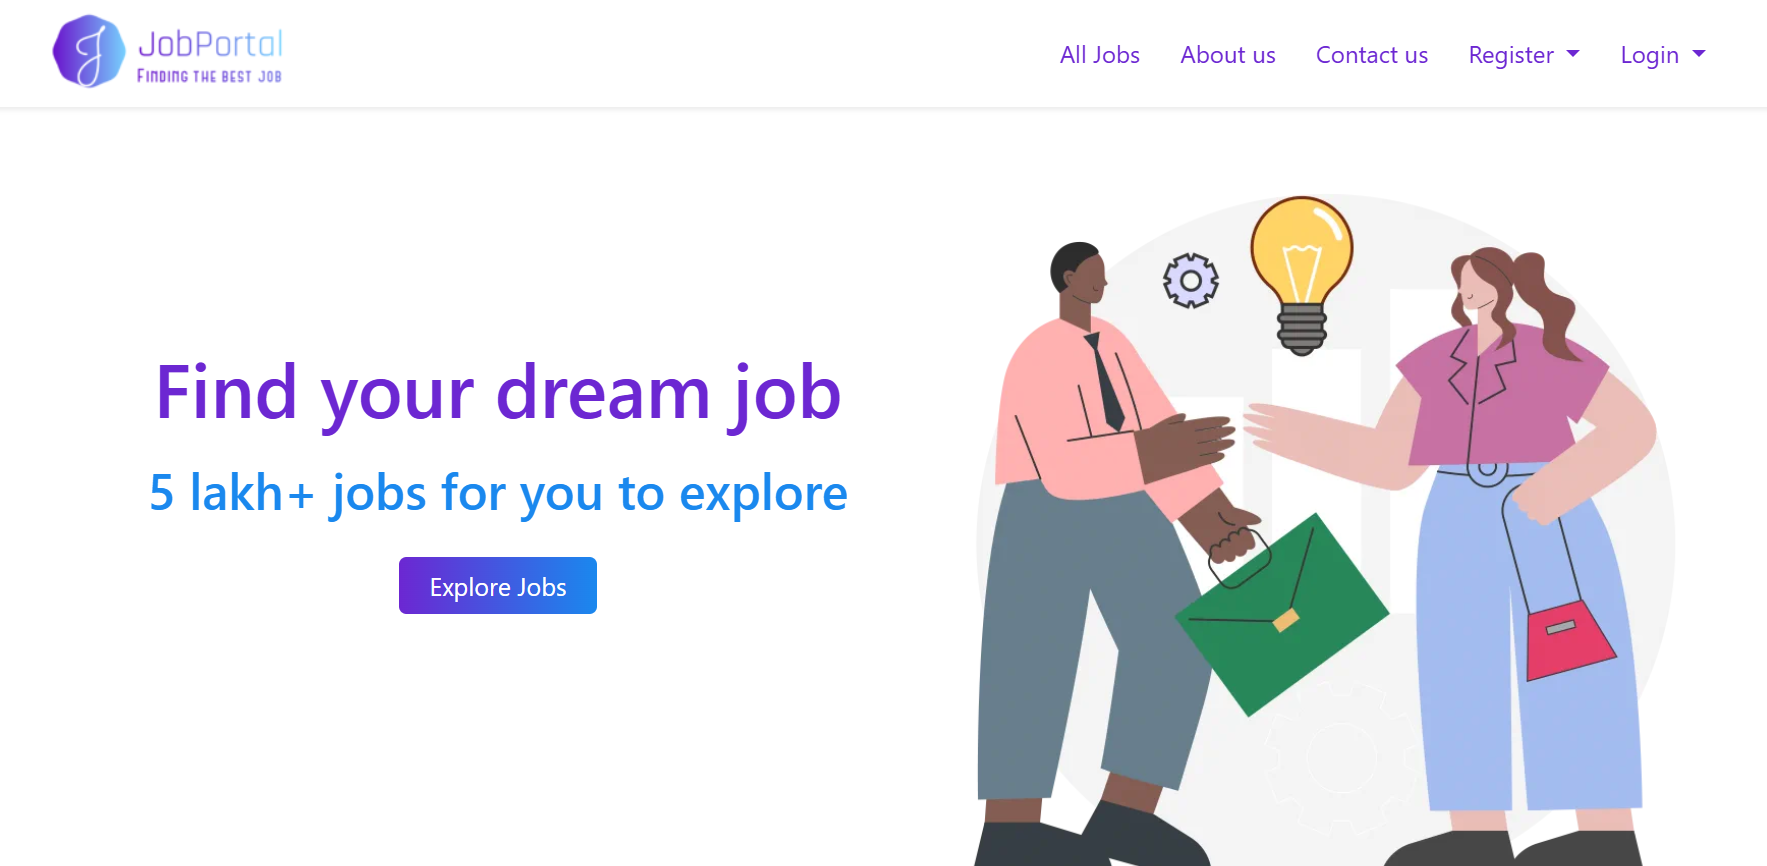 JobPortal
Finding the best job
All Jobs
About us
Contact us
Register
Login
Find your dream job
5 lakh+ jobs for you to explore
Explore Jobs